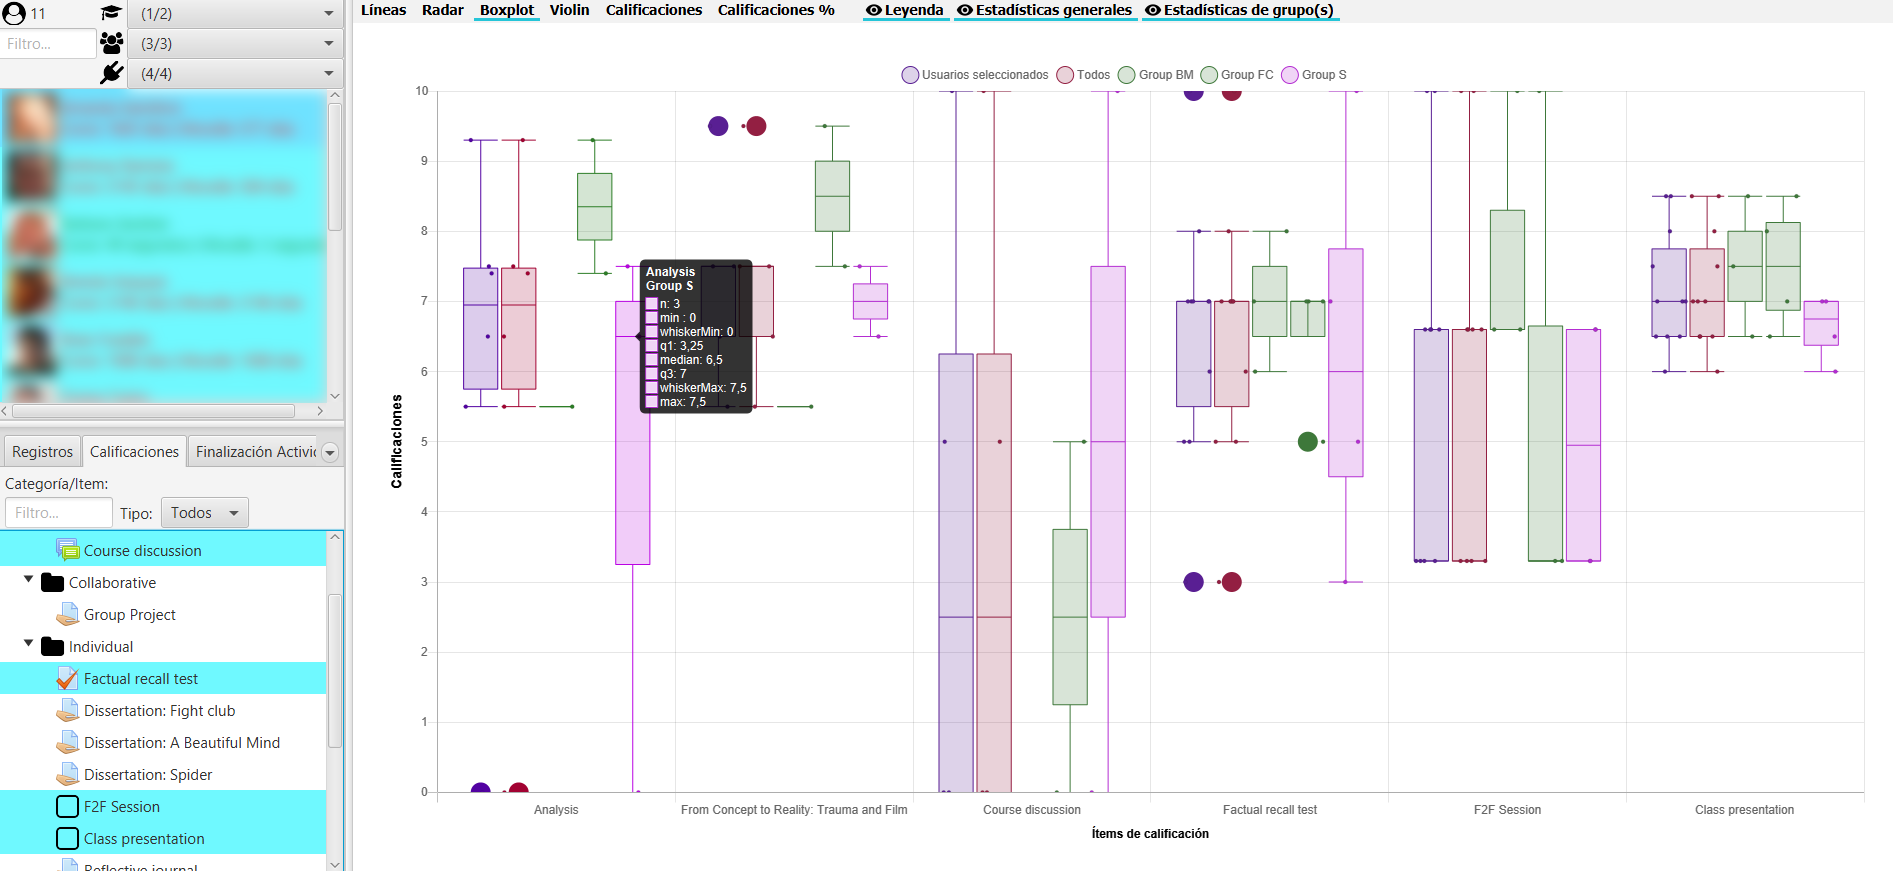 11
(1/2)
Filtro...
(3/3)
(4/4)
Registros
Calificaciones
Finalización Activic
Categoría/Item:
Filtro...
Tipo:
Todos
Course discussion
Collaborative
Group Project
Individual
Factual recall test
Dissertation: Fight club
Dissertation: A Beautiful Mind
Dissertation: Spider
F2F Session
Class presentation
Reflective journal
Líneas Radar Boxplot Violin Calificaciones Calificaciones % Leyenda Estadísticas generales Estadísticas de grupo(s)
Usuarios seleccionados Todos Group BM Group FC Group S
Calificaciones
10
9
8
7
6
5
4
3
2
1
0
Analysis
Group S
n: 3
min : 0
whiskerMin: 0
q1: 3,25
median: 6,5
q3: 7
whiskerMax: 7,5
max: 7,5
Analysis From Concept to Reality: Trauma and Film Course discussion Factual recall test F2F Session Class presentation
Ítems de calificación